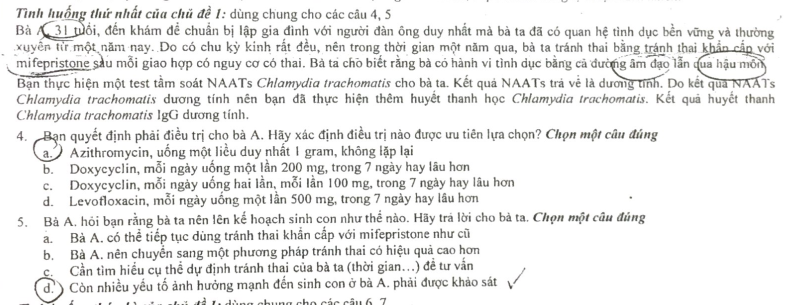 Tình huống thứ nhất của chủ đề 1: dùng chung cho các câu 4, 5
Bà A, 31 tuổi, đến khám để chuẩn bị lập gia đình với người đàn ông duy nhất mà bà ta đã có quan hệ tình dục bền vững và thường
xuyên từ một năm nay. Do có chu kỳ kinh rất đều, nên trong thời gian một năm qua, bà ta tránh thai bằng tránh thai khẩn cấp với
mifepristone sau mỗi giao hợp có nguy cơ có thai. Bà ta cho biết rằng bà có hành vi tình dục bằng cả đường âm đạo lẫn qua hậu môn
Bạn thực hiện một test tầm soát NAATs Chlamydia trachomatis cho bà ta. Kết quả NAATs trả về là dương tính. Do kết quả NAATs
Chlamydia trachomatis dương tính nên bạn đã thực hiện thêm huyết thanh học Chlamydia trachomatis. Kết quả huyết thanh
Chlamydia trachomatis IgG dương tính.
4. Bạn quyết định phải điều trị cho bà A. Hãy xác định điều trị nào được ưu tiên lựa chọn? Chọn một câu đúng
a. Azithromycin, uống một liều duy nhất 1 gram, không lặp lại
b. Doxycyclin, mỗi ngày uống một lần 200 mg, trong 7 ngày hay lâu hơn
c. Doxycyclin, mỗi ngày uống hai lần, mỗi lần 100 mg, trong 7 ngày hay lâu hơn
d. Levofloxacin, mỗi ngày uống một lần 500 mg, trong 7 ngày hay lâu hơn
5. Bà A. hỏi bạn rằng bà ta nên lên kế hoạch sinh con như thế nào. Hãy trả lời cho bà ta. Chọn một câu đúng
a. Bà A. có thể tiếp tục dùng tránh thai khẩn cấp với mifepristone như cũ
b. Bà A. nên chuyển sang một phương pháp tránh thai có hiệu quả cao hơn
c. Cần tìm hiểu cụ thể dự định tránh thai của bà ta (thời gian…) để tư vấn
d. Còn nhiều yếu tố ảnh hưởng mạnh đến sinh con ở bà A. phải được khảo sát
chủ đề 1: dùng chung cho các câu 6, 7